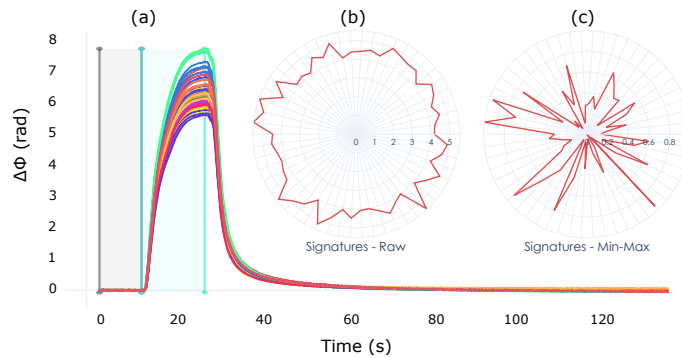 (a) (b) (c)
8
7
6
5
4
3
2
1
0
ΔΦ (rad)
0 1 2 3 4 5
Signatures - Raw
0 0.2 0.4 0.6 0.8
Signatures - Min-Max
0 20 40 60 80 100 120
Time (s)